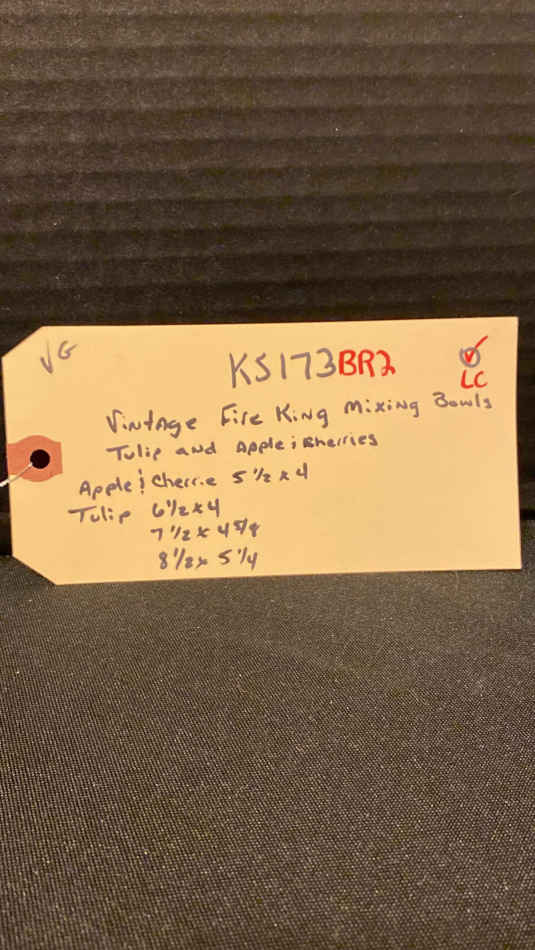 VG
KS173BR2
LC
Vintage Fire King Mixing Bowls
Tulip and Apple & Cherries
Apple & Cherrie 5 1/2 x 4
Tulip 6 1/2 x 4
7 1/2 x 4 5/8
8 1/2 x 5 1/4